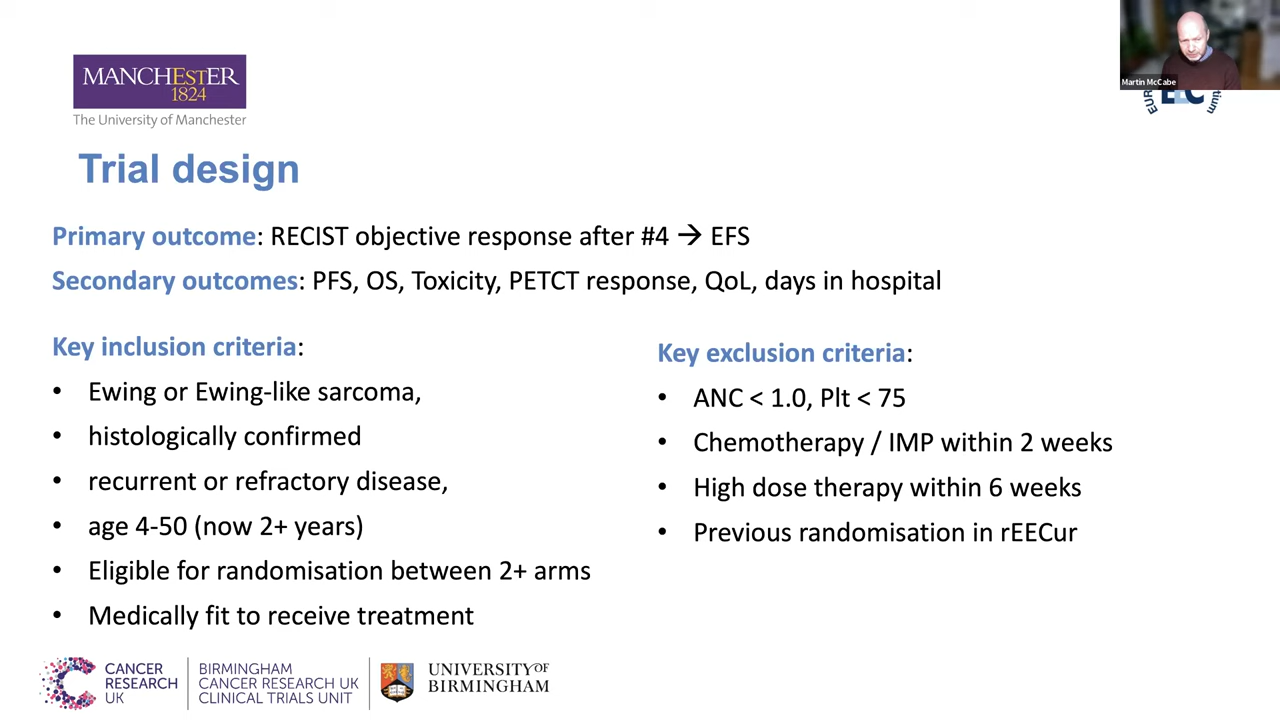 MANCHESTER
1824
The University of Manchester
Martin McCabe
Trial design
Primary outcome: RECIST objective response after #4 → EFS
Secondary outcomes: PFS, OS, Toxicity, PETCT response, QoL, days in hospital
Key inclusion criteria:
• Ewing or Ewing-like sarcoma,
• histologically confirmed
• recurrent or refractory disease,
• age 4-50 (now 2+ years)
• Eligible for randomisation between 2+ arms
• Medically fit to receive treatment
Key exclusion criteria:
• ANC < 1.0, Plt < 75
• Chemotherapy / IMP within 2 weeks
• High dose therapy within 6 weeks
• Previous randomisation in rEECur
CANCER
RESEARCH
UK
BIRMINGHAM
CANCER RESEARCH UK
CLINICAL TRIALS UNIT
UNIVERSITY OF
BIRMINGHAM